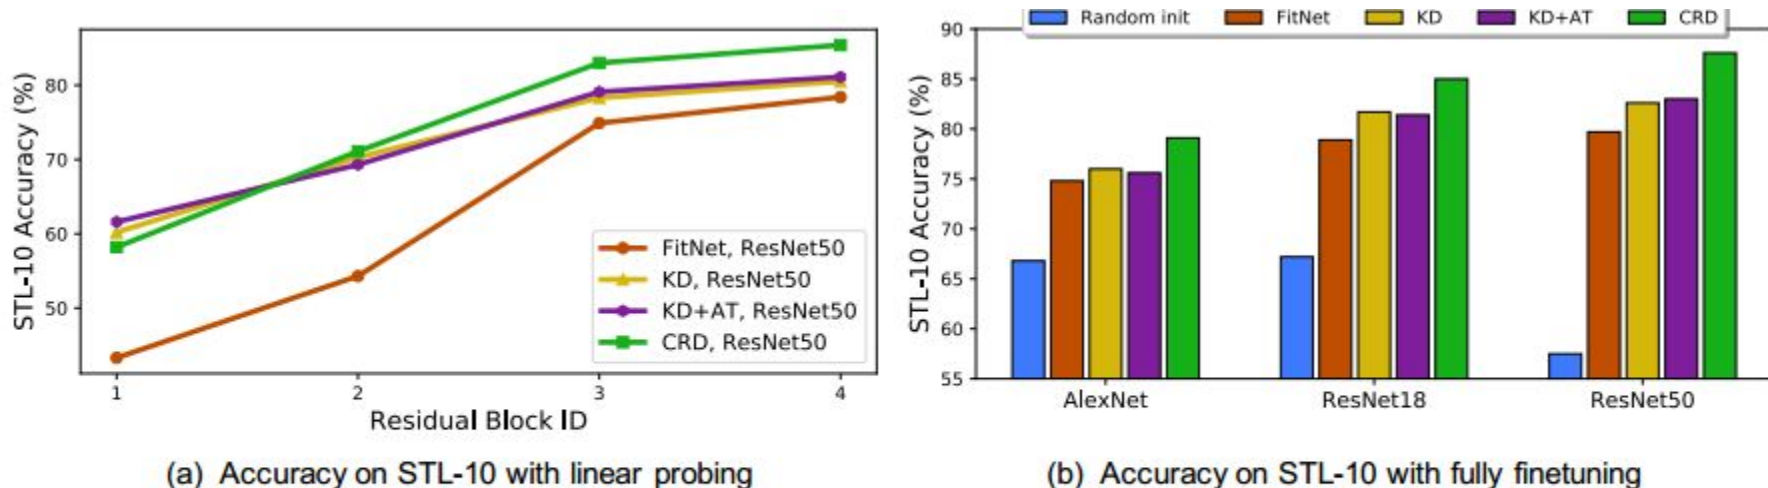 STL-10 Accuracy (%)
80
70
60
50
FitNet, ResNet50
KD, ResNet50
KD+AT, ResNet50
CRD, ResNet50
1 2 3 4
Residual Block ID
(a) Accuracy on STL-10 with linear probing
Random init FitNet KD KD+AT CRD
STL-10 Accuracy (%)
90
85
80
75
70
65
60
55
AlexNet ResNet18 ResNet50
(b) Accuracy on STL-10 with fully finetuning